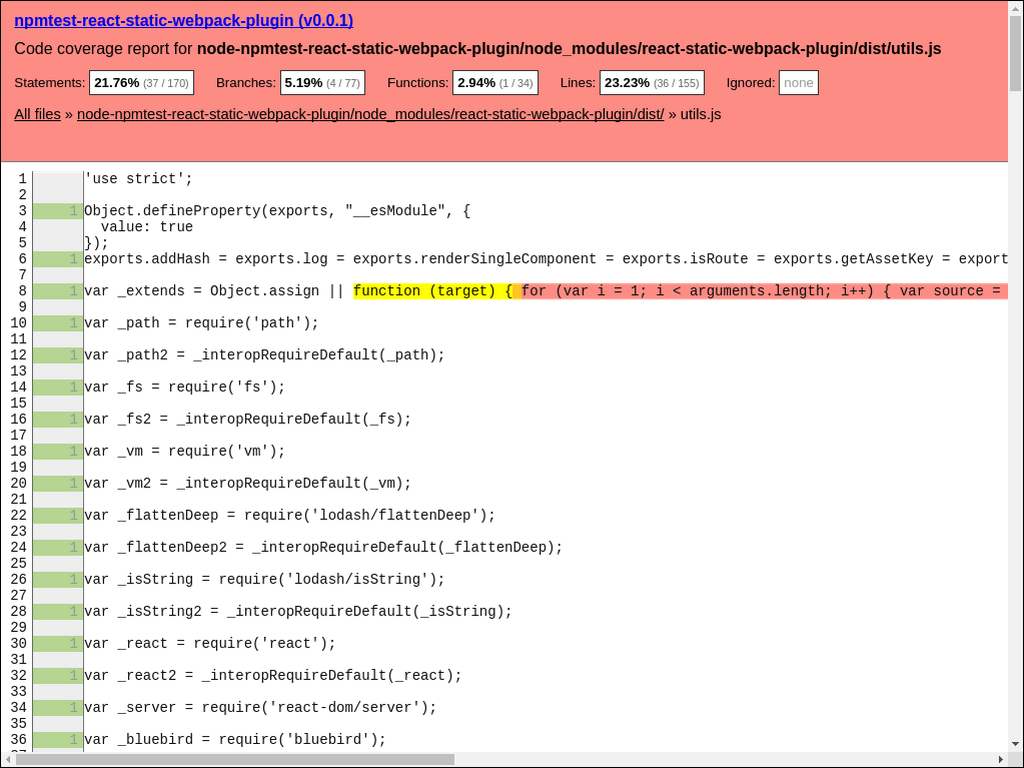 npmtest-react-static-webpack-plugin (v0.0.1)
Code coverage report for node-npmtest-react-static-webpack-plugin/node_modules/react-static-webpack-plugin/dist/utils.js
Statements: 21.76% (37 / 170) Branches: 5.19% (4 / 77) Functions: 2.94% (1 / 34) Lines: 23.23% (36 / 155) Ignored: none
All files » node-npmtest-react-static-webpack-plugin/node_modules/react-static-webpack-plugin/dist/ » utils.js
1 'use strict';
2
3 1 Object.defineProperty(exports, "__esModule", {
4 value: true
5 });
6 1 exports.addHash = exports.log = exports.renderSingleComponent = exports.isRoute = exports.getAssetKey = export
7
8 1 var _extends = Object.assign || function (target) { for (var i = 1; i < arguments.length; i++) { var source =
9
10 1 var _path = require('path');
11
12 1 var _path2 = _interopRequireDefault(_path);
13
14 1 var _fs = require('fs');
15
16 1 var _fs2 = _interopRequireDefault(_fs);
17
18 1 var _vm = require('vm');
19
20 1 var _vm2 = _interopRequireDefault(_vm);
21
22 1 var _flattenDeep = require('lodash/flattenDeep');
23
24 1 var _flattenDeep2 = _interopRequireDefault(_flattenDeep);
25
26 1 var _isString = require('lodash/isString');
27
28 1 var _isString2 = _interopRequireDefault(_isString);
29
30 1 var _react = require('react');
31
32 1 var _react2 = _interopRequireDefault(_react);
33
34 1 var _server = require('react-dom/server');
35
36 1 var _bluebird = require('bluebird');